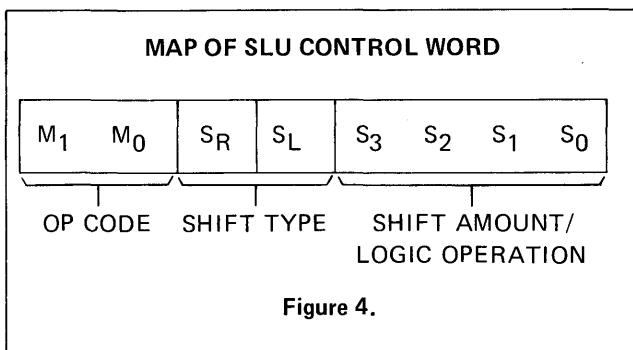 MAP OF SLU CONTROL WORD
M1 M0 SR SL S3 S2 S1 S0
OP CODE SHIFT TYPE SHIFT AMOUNT/
LOGIC OPERATION
Figure 4.